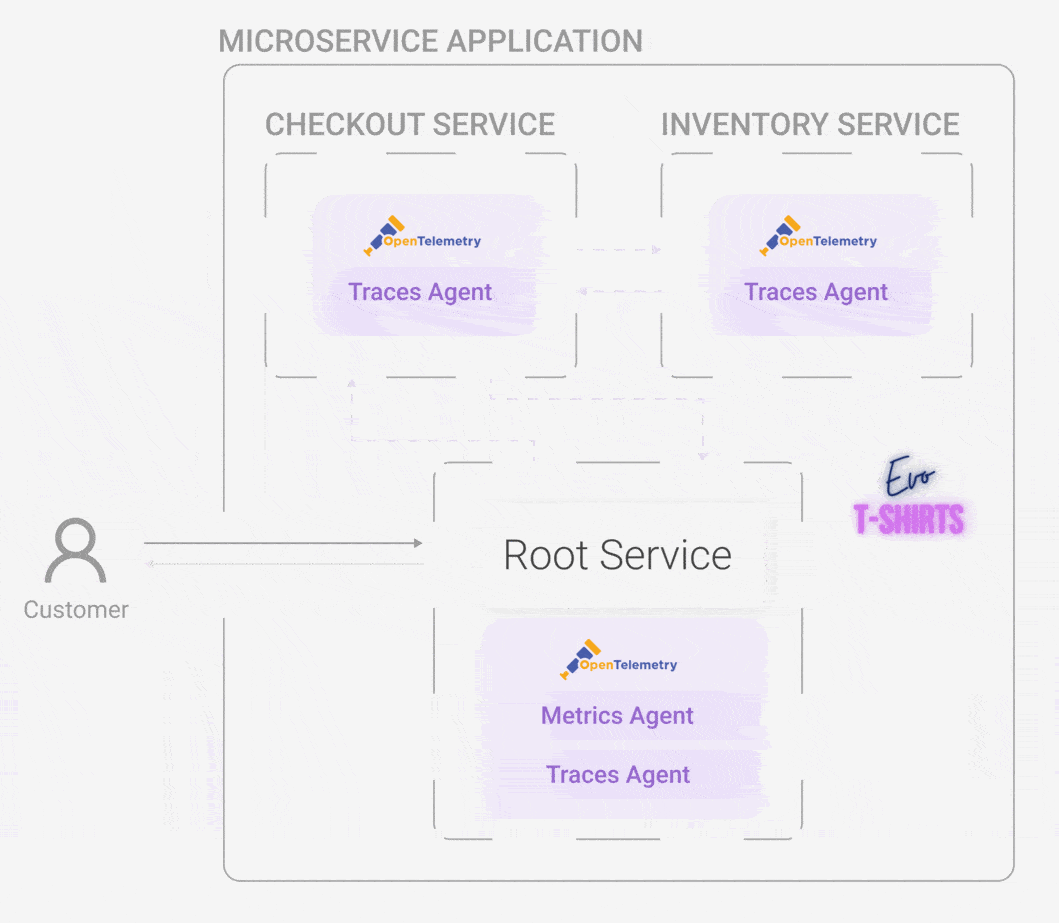 MICROSERVICE APPLICATION
CHECKOUT SERVICE
INVENTORY SERVICE
OpenTelemetry
Traces Agent
OpenTelemetry
Traces Agent
Evo
T-SHIRTS
Customer
Root Service
OpenTelemetry
Metrics Agent
Traces Agent